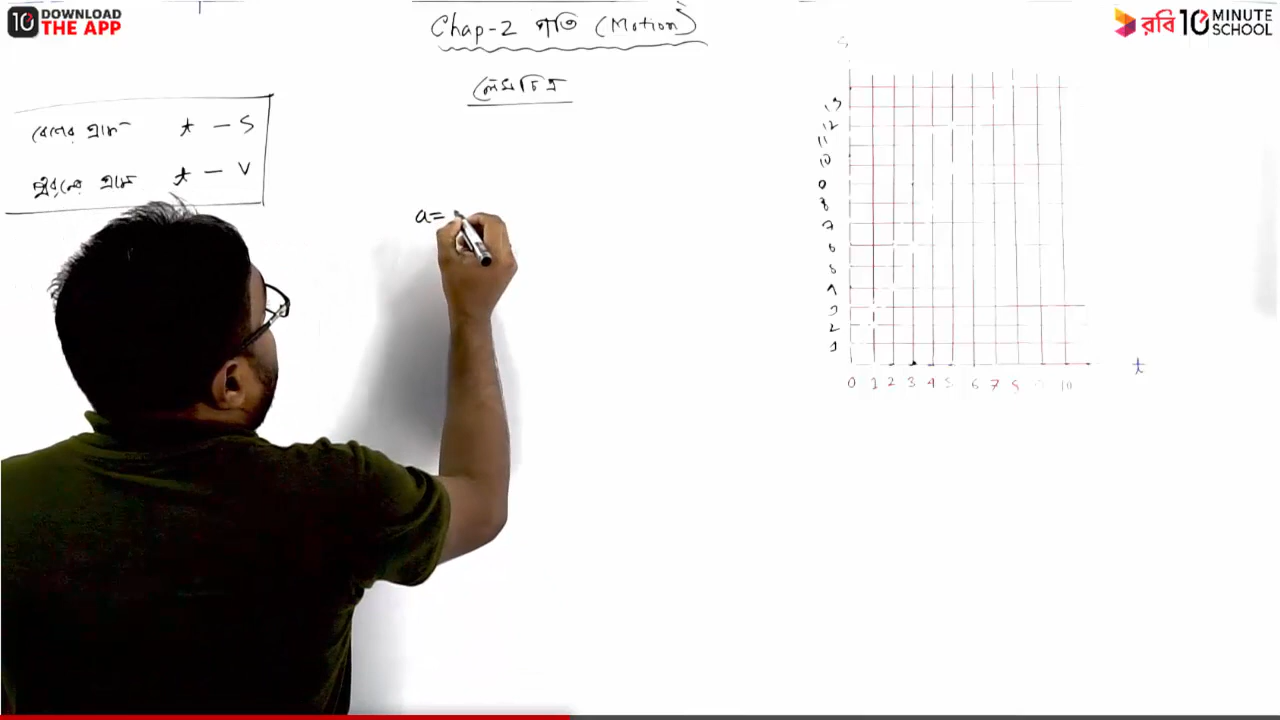 10 DOWNLOAD THE APP
রবি 10 MINUTE SCHOOL
Chap-2 গতি (Motion)
লেখচিত্র
বেগের গ্রাফ t – S
ত্বরণের গ্রাফ t – V
a=
S
13
12
11
10
9
8
7
6
5
4
3
2
1
0 1 2 3 4 5 6 7 8 9 10
t